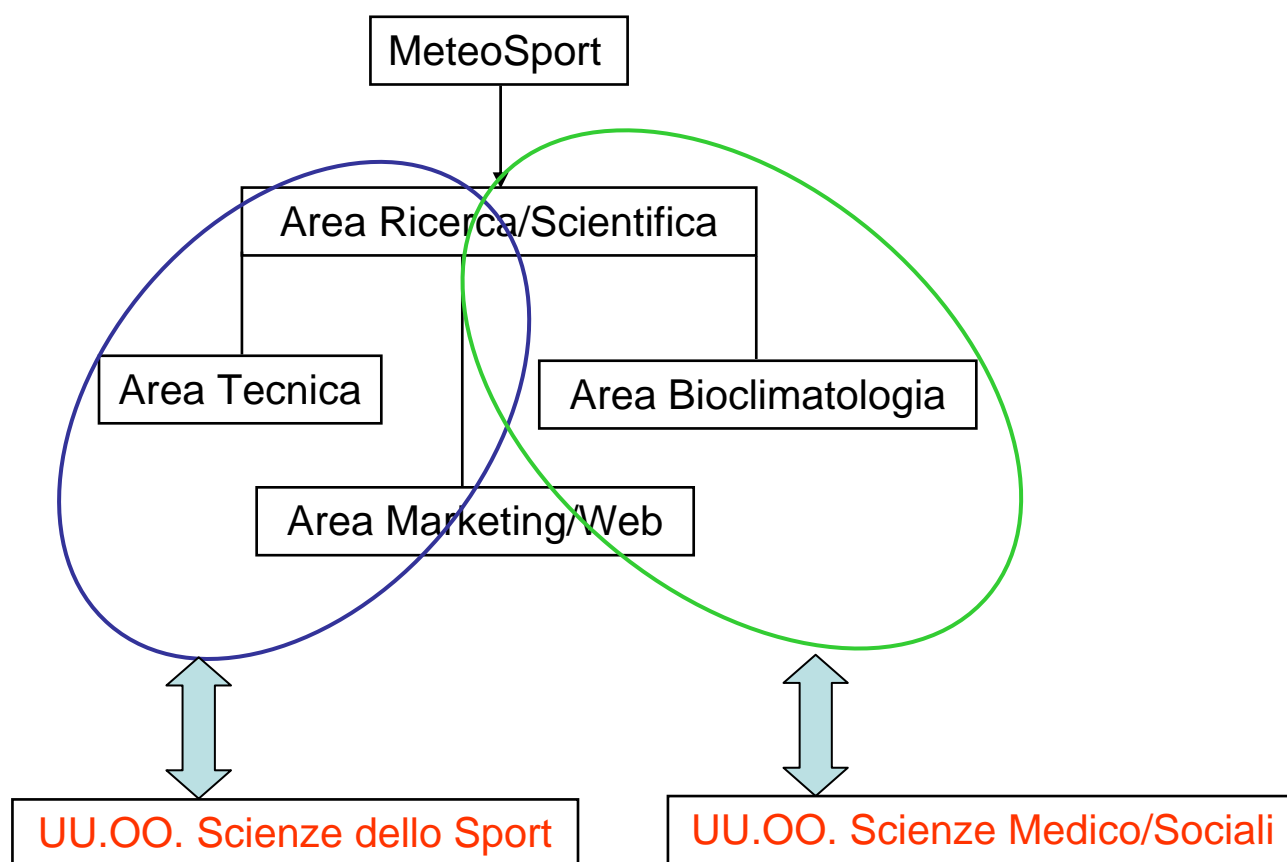 MeteoSport
Area Ricerca/Scientifica
Area Tecnica
Area Bioclimatologia
Area Marketing/Web
UU.OO. Scienze dello Sport
UU.OO. Scienze Medico/Sociali